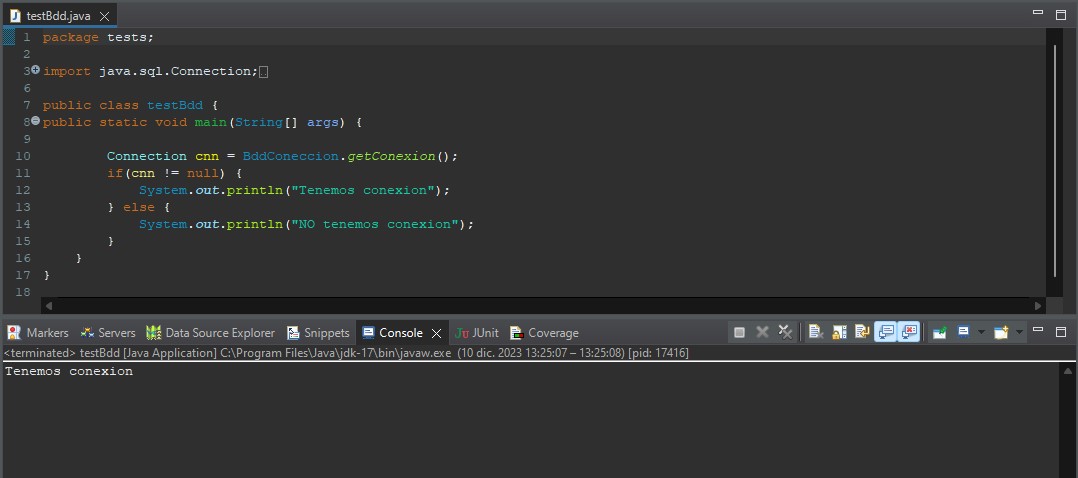 testBdd.java
1 package tests;
2
3 import java.sql.Connection;
6
7 public class testBdd {
8 public static void main(String[] args) {
9
10 Connection cnn = BddConeccion.getConexion();
11 if(cnn != null) {
12 System.out.println("Tenemos conexion");
13 } else {
14 System.out.println("NO tenemos conexion");
15 }
16 }
17 }
18
Markers Servers Data Source Explorer Snippets Console Ju JUnit Coverage
<terminated> testBdd [Java Application] C:\Program Files\Java\jdk-17\bin\javaw.exe (10 dic. 2023 13:25:07 – 13:25:08) [pid: 17416]
Tenemos conexion